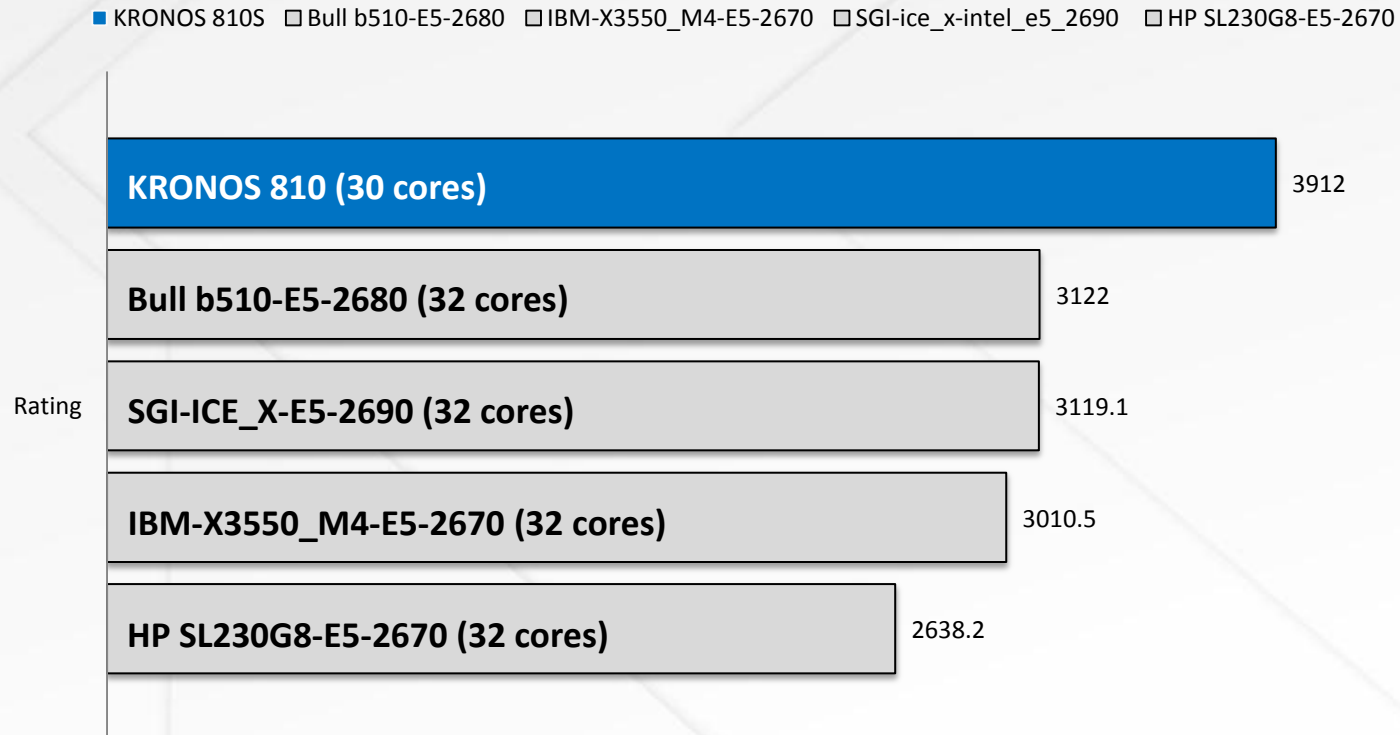 KRONOS 810S Bull b510-E5-2680 IBM-X3550_M4-E5-2670 SGI-ice_x-intel_e5_2690 HP SL230G8-E5-2670
KRONOS 810 (30 cores) 3912
Bull b510-E5-2680 (32 cores) 3122
Rating SGI-ICE_X-E5-2690 (32 cores) 3119.1
IBM-X3550_M4-E5-2670 (32 cores) 3010.5
HP SL230G8-E5-2670 (32 cores) 2638.2